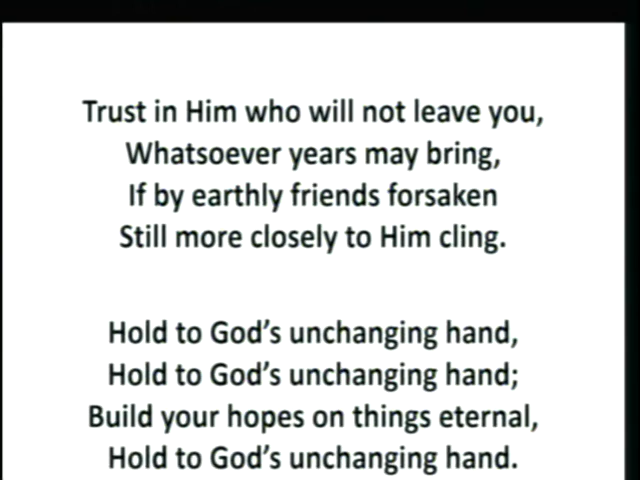 Trust in Him who will not leave you,
Whatsoever years may bring,
If by earthly friends forsaken
Still more closely to Him cling.
Hold to God’s unchanging hand,
Hold to God’s unchanging hand;
Build your hopes on things eternal,
Hold to God’s unchanging hand.